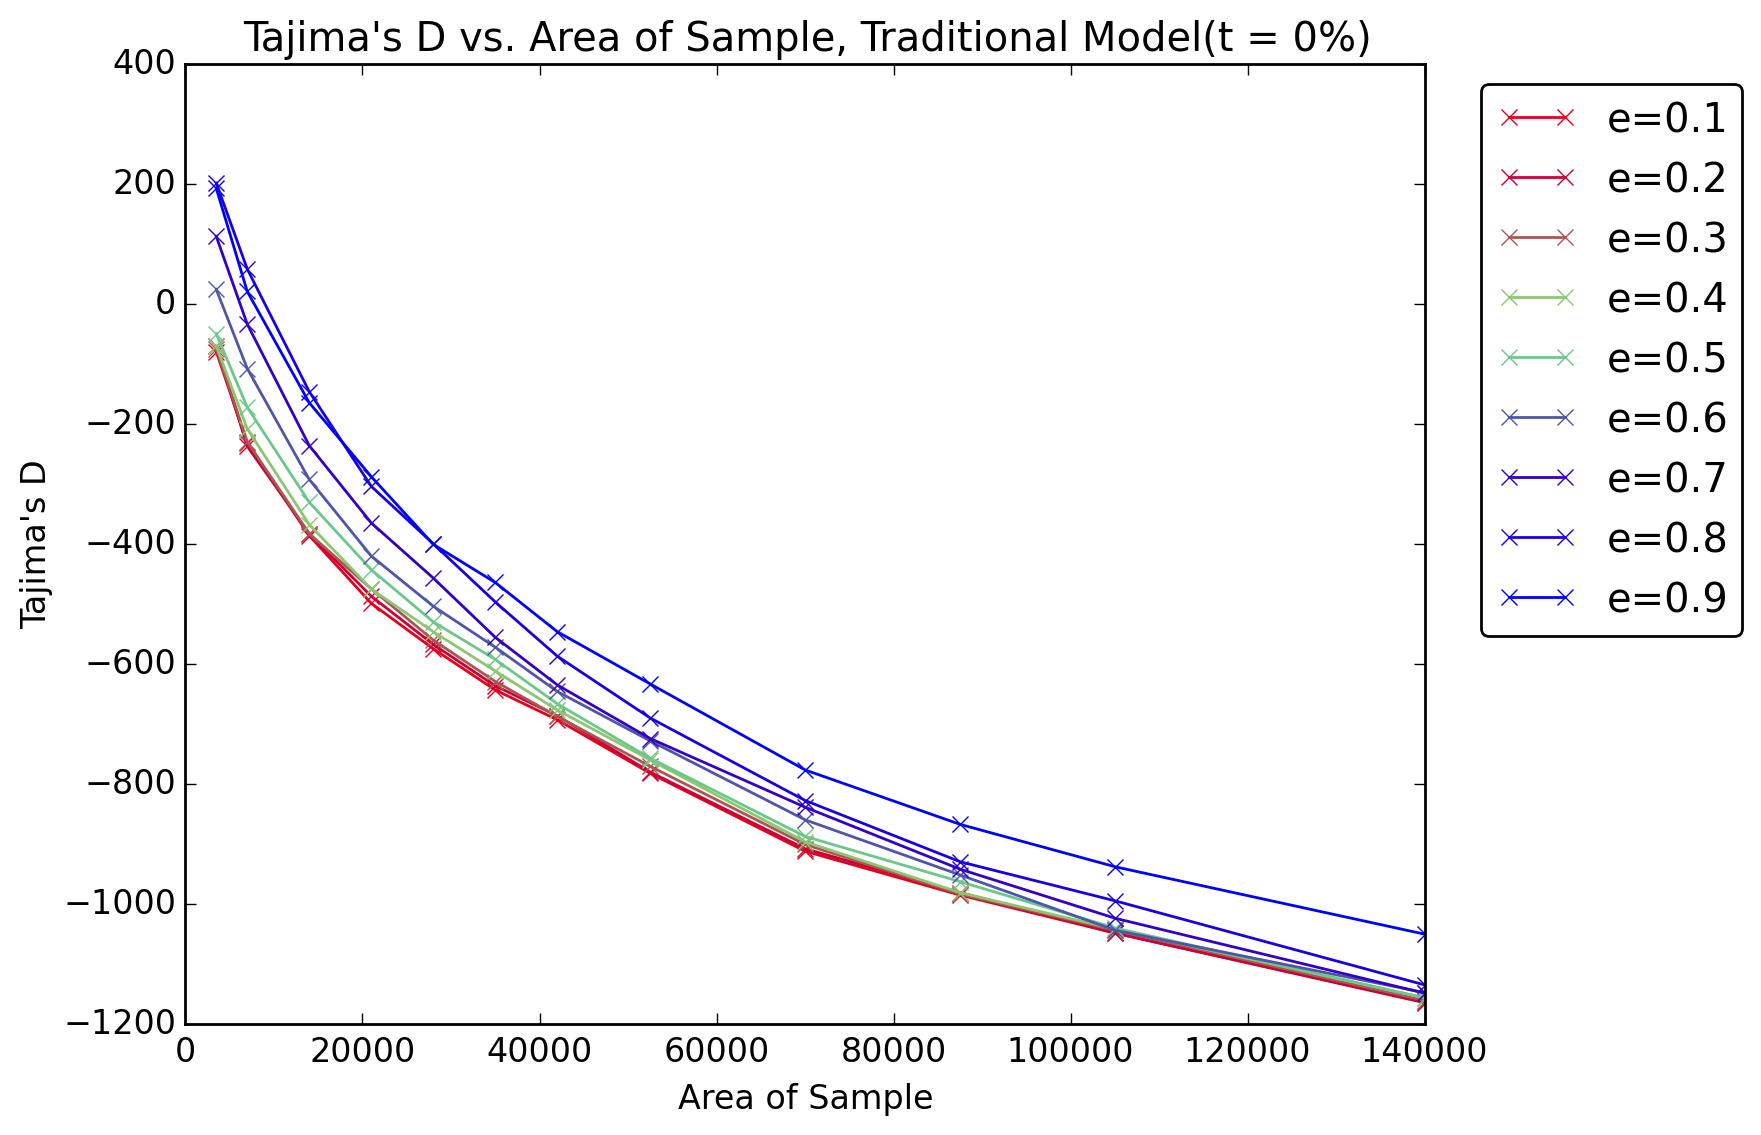 Tajima's D vs. Area of Sample, Traditional Model(t = 0%)
400
200
0
−200
−400
−600
−800
−1000
−1200
Tajima's D
0 20000 40000 60000 80000 100000 120000 140000
Area of Sample
e=0.1
e=0.2
e=0.3
e=0.4
e=0.5
e=0.6
e=0.7
e=0.8
e=0.9